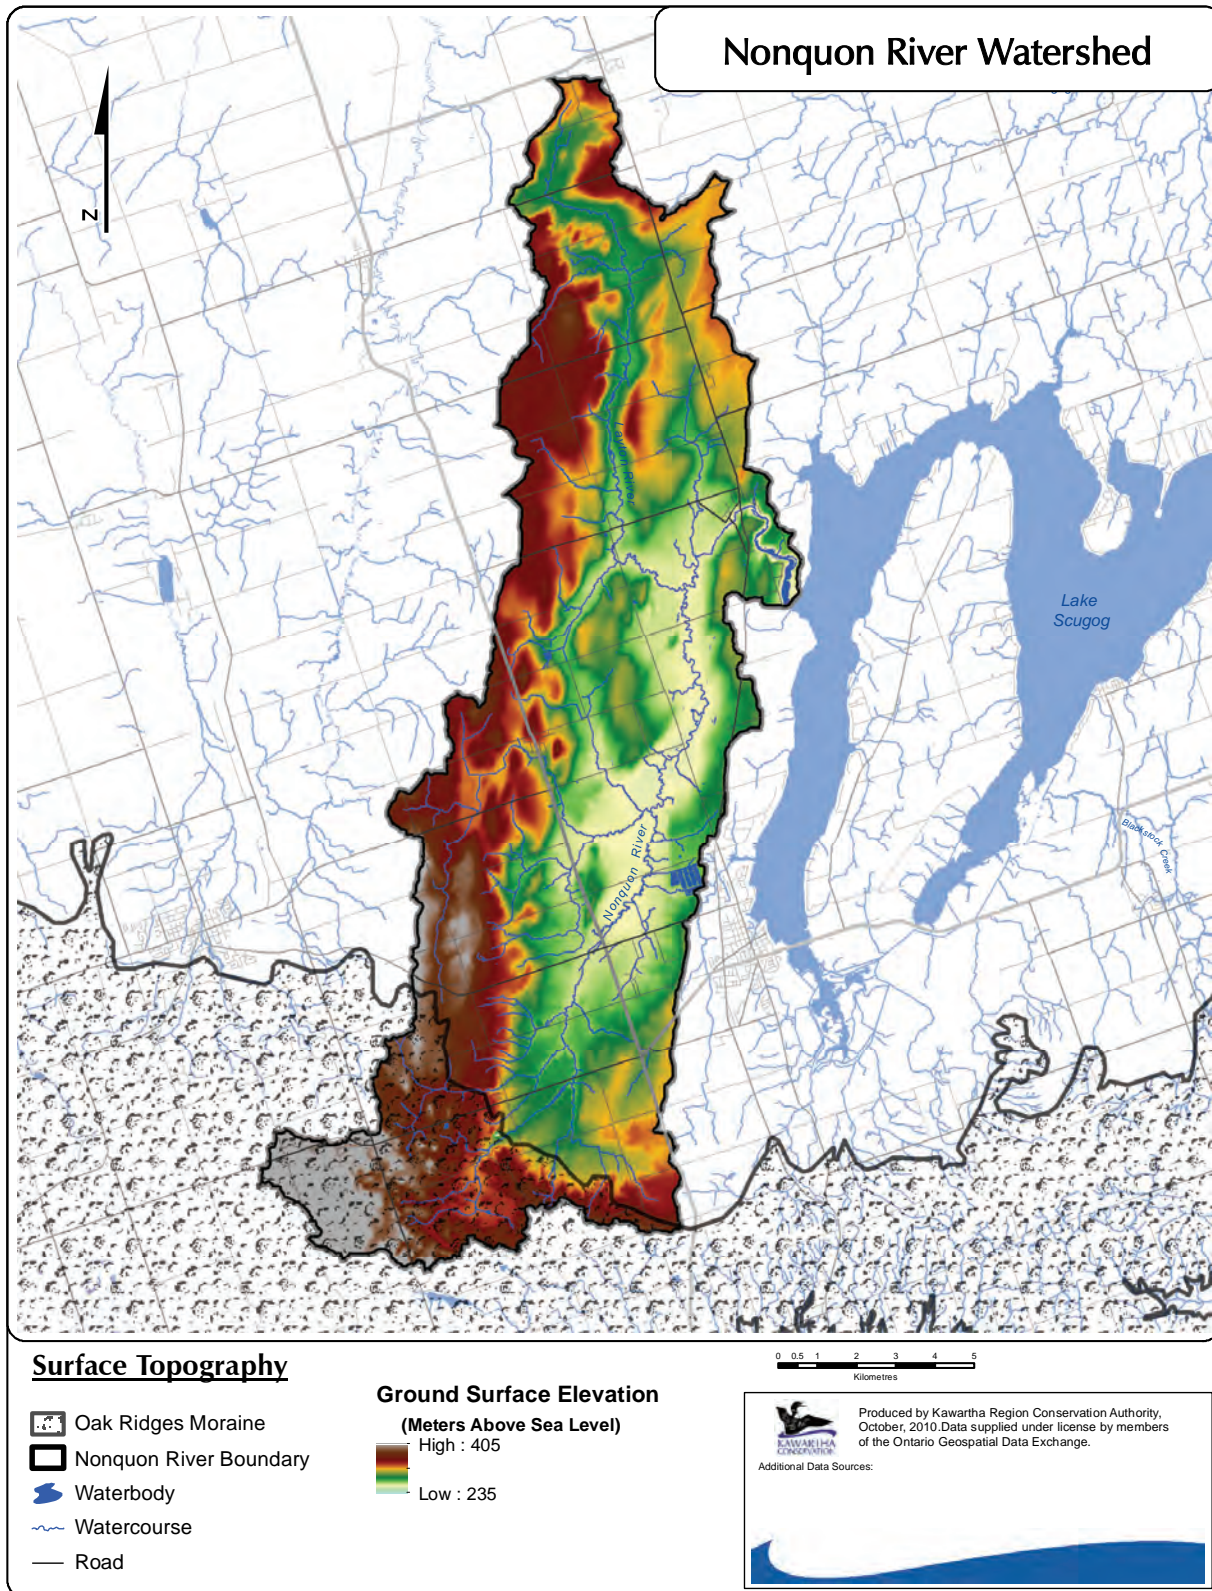 Nonquon River Watershed
N
Layton River
Lake
Scugog
Blackstock Creek
Nonquon River
Surface Topography
Oak Ridges Moraine
Nonquon River Boundary
Waterbody
Watercourse
Road
Ground Surface Elevation
(Meters Above Sea Level)
High : 405
Low : 235
0 0.5 1 2 3 4 5
Kilometres
KAWARTHA
CONSERVATION
Produced by Kawartha Region Conservation Authority,
October, 2010.Data supplied under license by members
of the Ontario Geospatial Data Exchange.
Additional Data Sources: